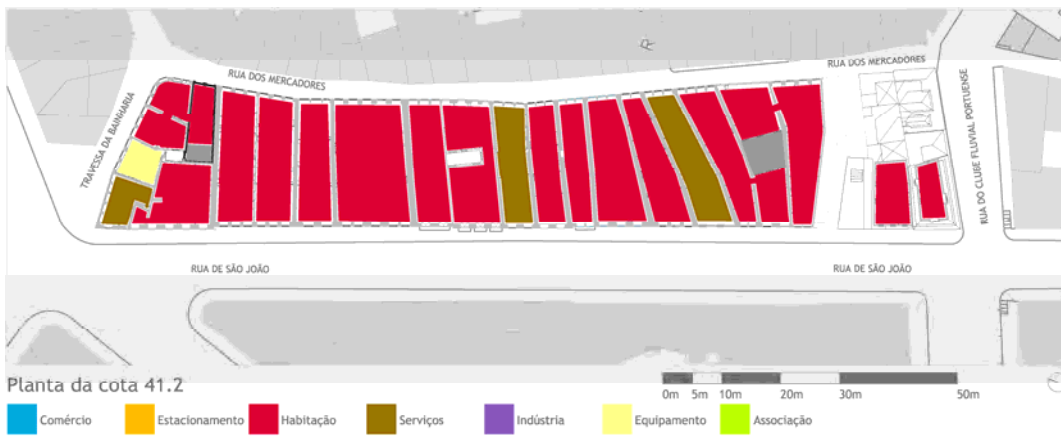 RUA DOS MERCADORES
RUA DOS MERCADORES
TRAVESSA DA BAINHARIA
RUA DO CLUBE FLUVIAL PORTUENSE
RUA DE SÃO JOÃO
RUA DE SÃO JOÃO
Planta da cota 41.2
0m 5m 10m 20m 30m 50m
Comércio Estacionamento Habitação Serviços Indústria Equipamento Associação